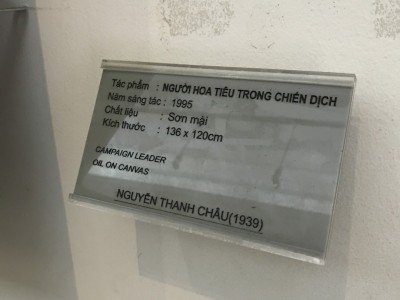 Tác phẩm : NGƯỜI HOA TIÊU TRONG CHIẾN DỊCH
Năm sáng tác : 1995
Chất liệu : Sơn mài
Kích thước : 136 x 120cm
CAMPAIGN LEADER
OIL ON CANVAS
NGUYỄN THANH CHÂU(1939)